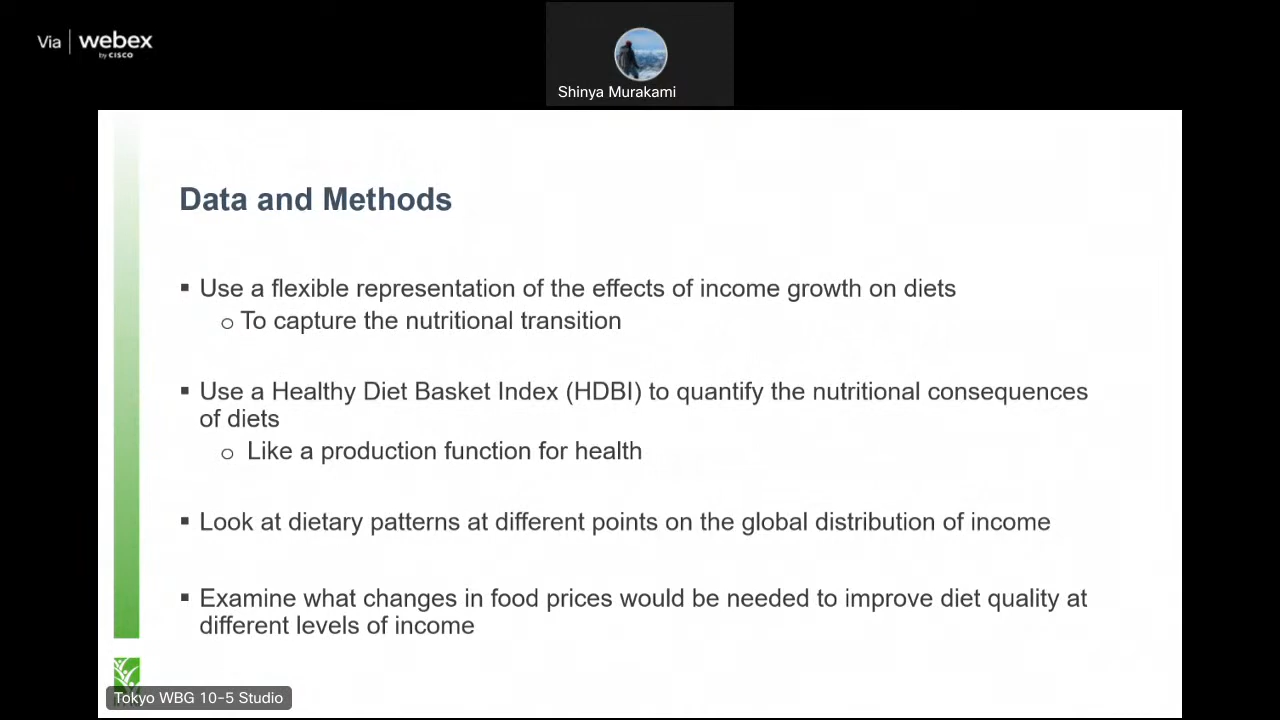 Via | webex
by CISCO
Shinya Murakami
Data and Methods
▪ Use a flexible representation of the effects of income growth on diets
o To capture the nutritional transition
▪ Use a Healthy Diet Basket Index (HDBI) to quantify the nutritional consequences
of diets
o Like a production function for health
▪ Look at dietary patterns at different points on the global distribution of income
▪ Examine what changes in food prices would be needed to improve diet quality at
different levels of income
Tokyo WBG 10-5 Studio